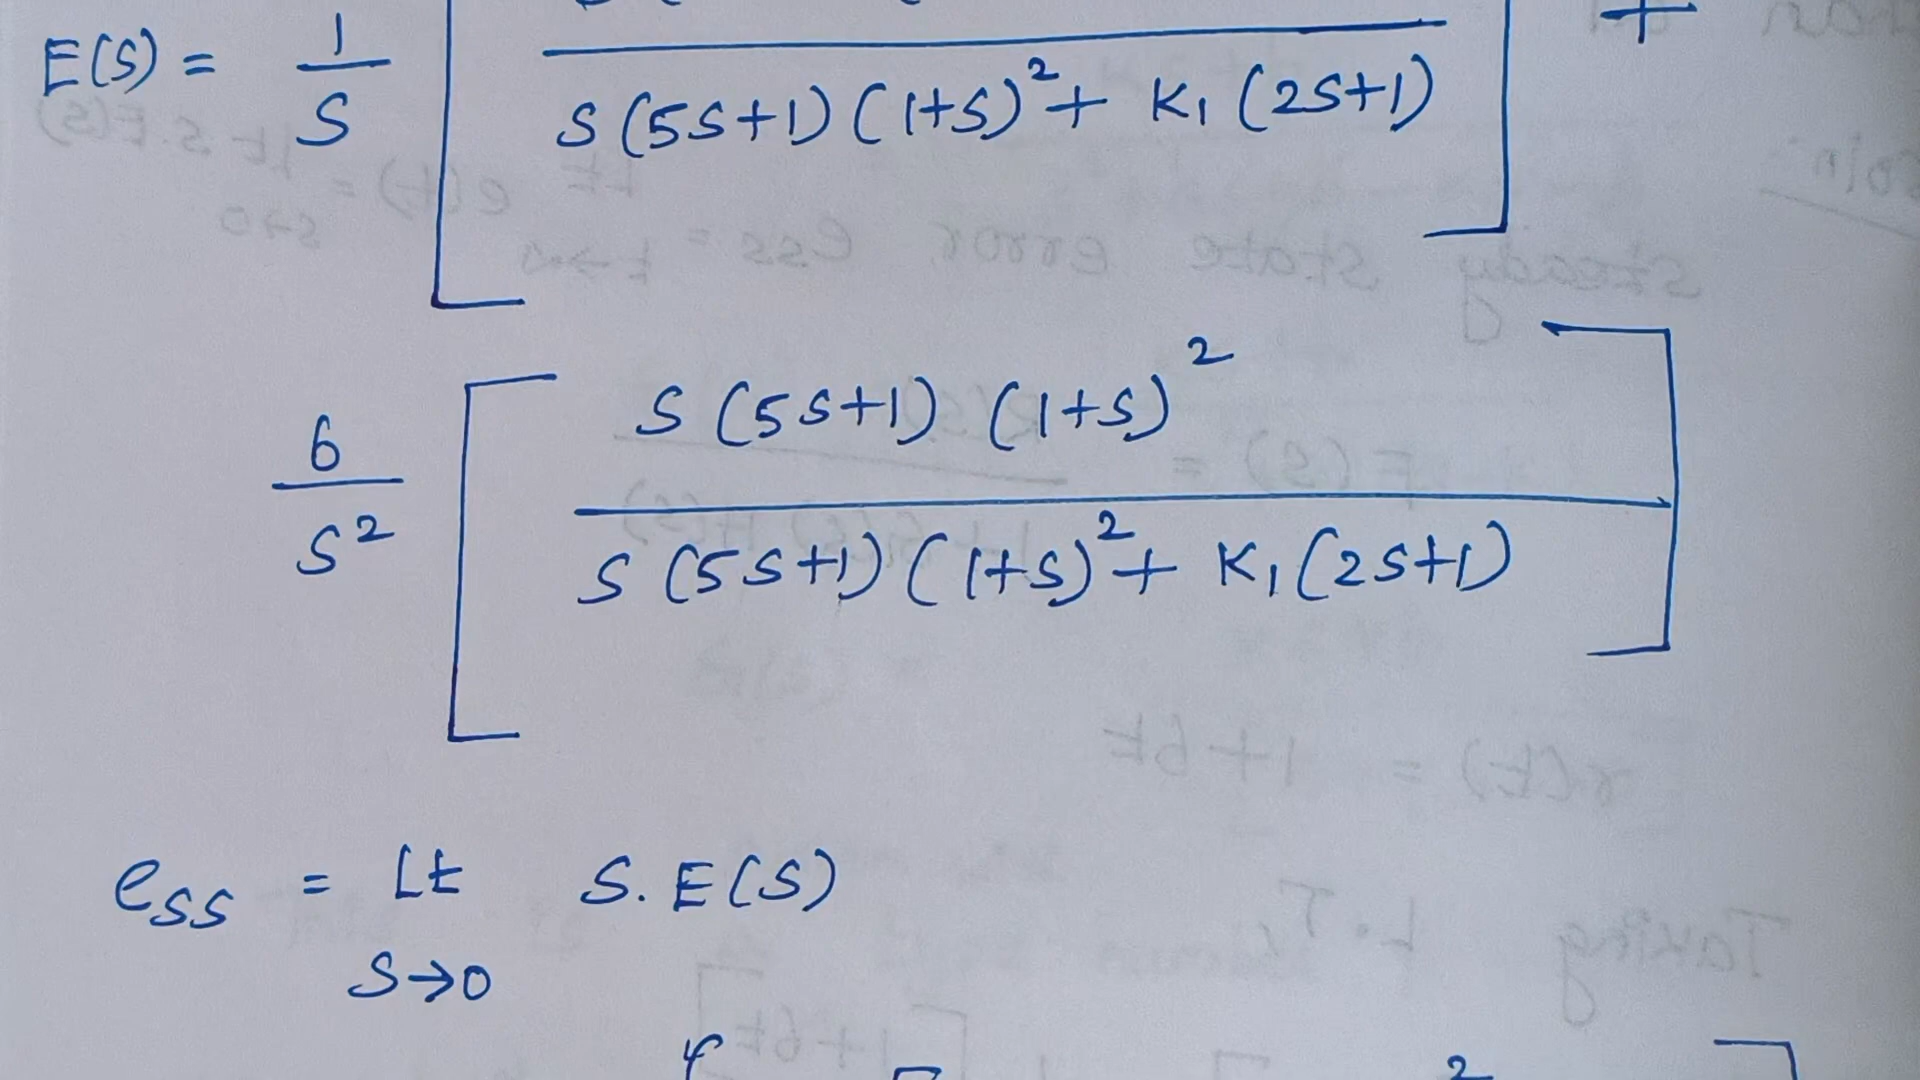 E(S) = 1/S [ S(5S+1)(1+S)²+ K₁(2S+1) ] +
6/S² [ S(5S+1) (1+S)² / S(5S+1)(1+S)²+ K₁(2S+1) ]
ess = Lt S.E(S)
S→0
2